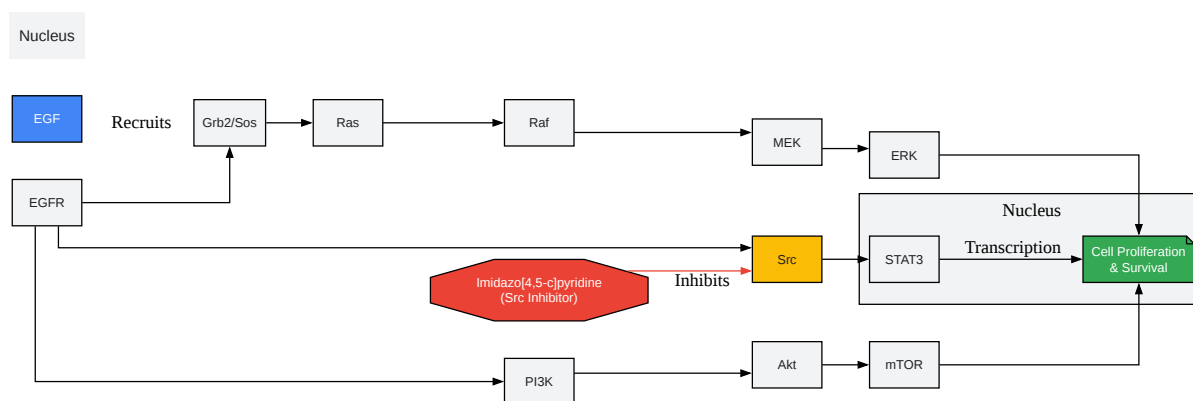 Nucleus
EGF
Recruits
Grb2/Sos
Ras
Raf
MEK
ERK
EGFR
Nucleus
Src
STAT3
Transcription
Cell Proliferation
& Survival
Imidazo[4,5-c]pyridine
(Src Inhibitor)
Inhibits
PI3K
Akt
mTOR